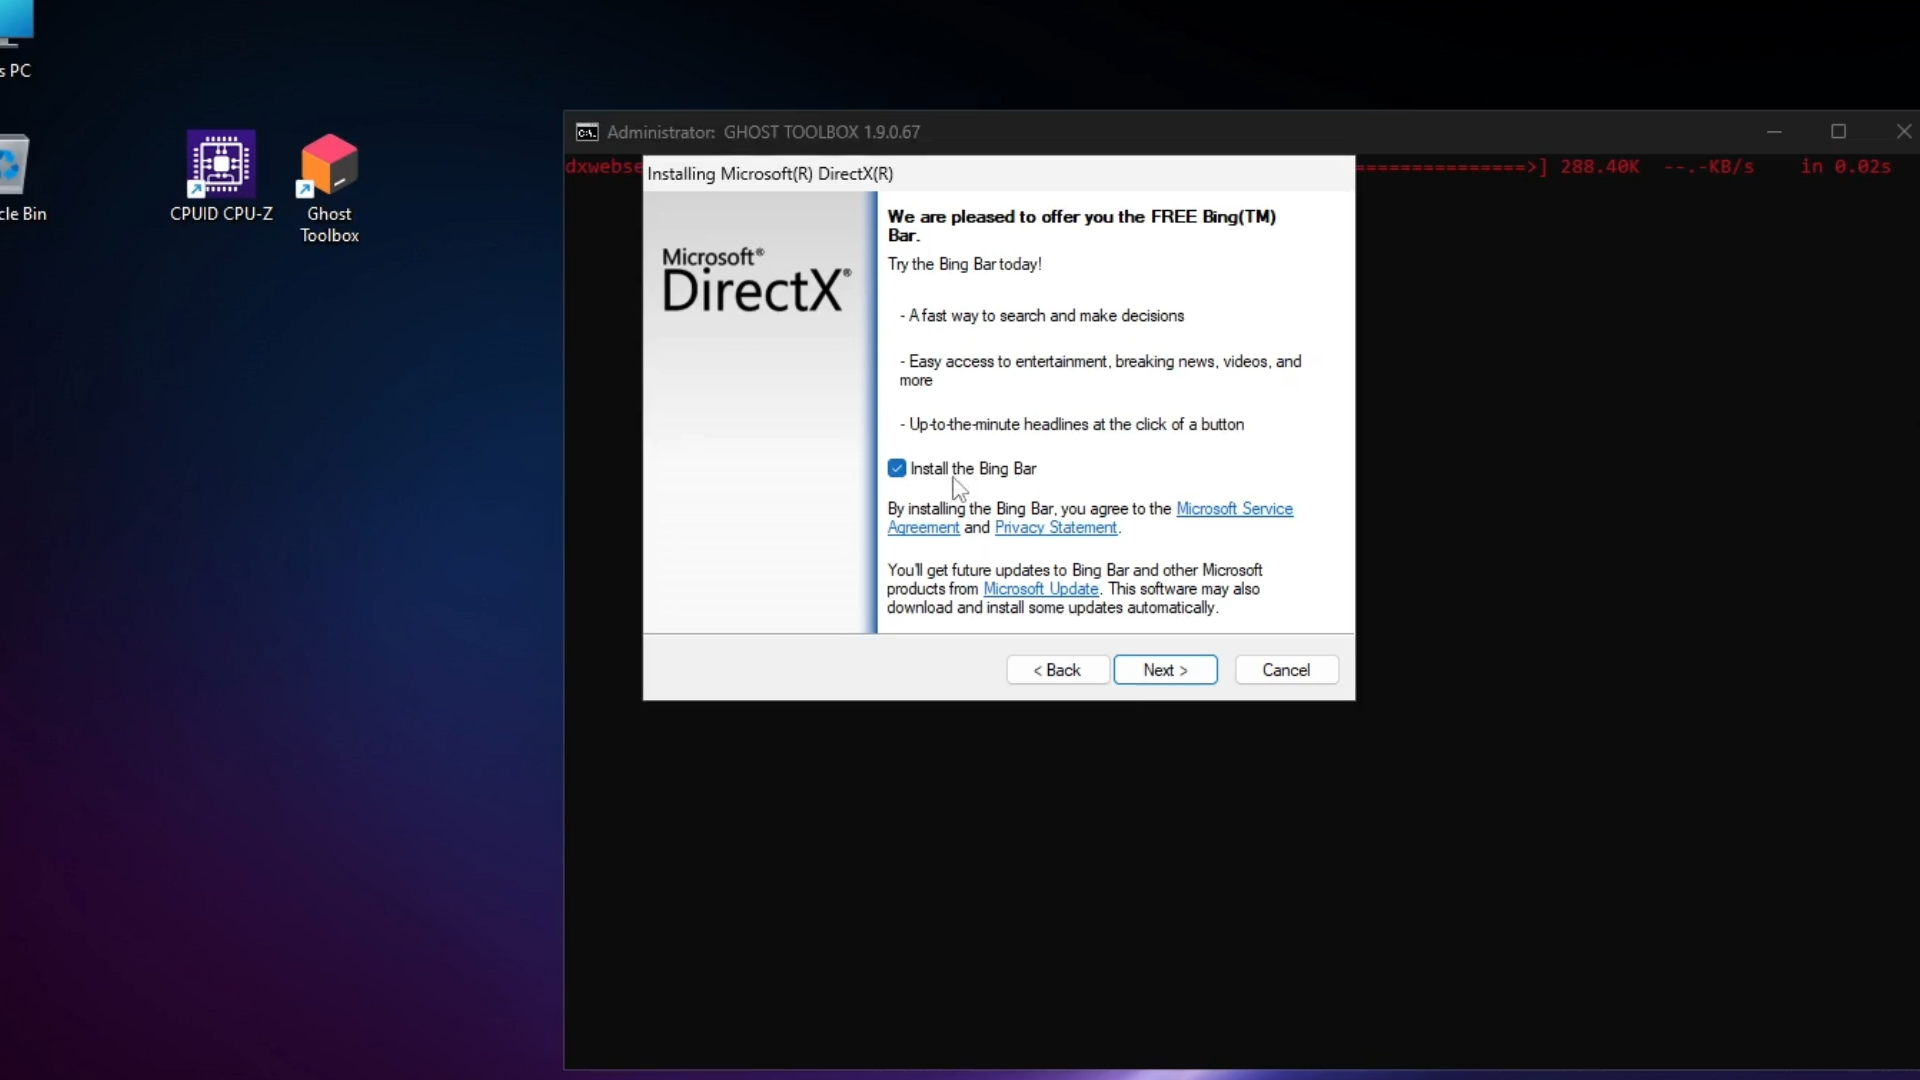 s PC
cle Bin
CPUID CPU-Z
Ghost
Toolbox
Administrator:  GHOST TOOLBOX 1.9.0.67
dxwebse
===============>] 288.40K  --.-KB/s    in 0.02s
Installing Microsoft(R) DirectX(R)
Microsoft®
DirectX®
We are pleased to offer you the FREE Bing(TM)
Bar.
Try the Bing Bar today!
- A fast way to search and make decisions
- Easy access to entertainment, breaking news, videos, and
more
- Up-to-the-minute headlines at the click of a button
Install the Bing Bar
By installing the Bing Bar, you agree to the Microsoft Service
Agreement and Privacy Statement.
You'll get future updates to Bing Bar and other Microsoft
products from Microsoft Update. This software may also
download and install some updates automatically.
< Back
Next >
Cancel